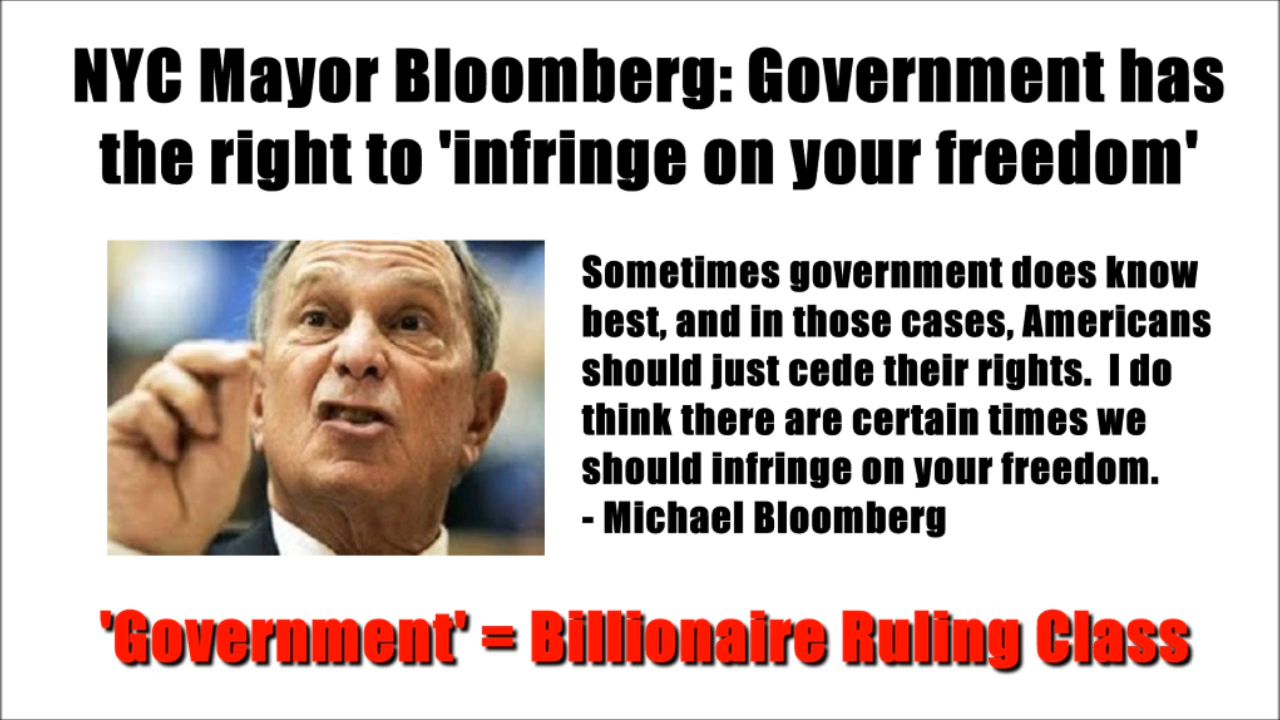 NYC Mayor Bloomberg: Government has
the right to 'infringe on your freedom'
Sometimes government does know
best, and in those cases, Americans
should just cede their rights.  I do
think there are certain times we
should infringe on your freedom.
- Michael Bloomberg
'Government' = Billionaire Ruling Class